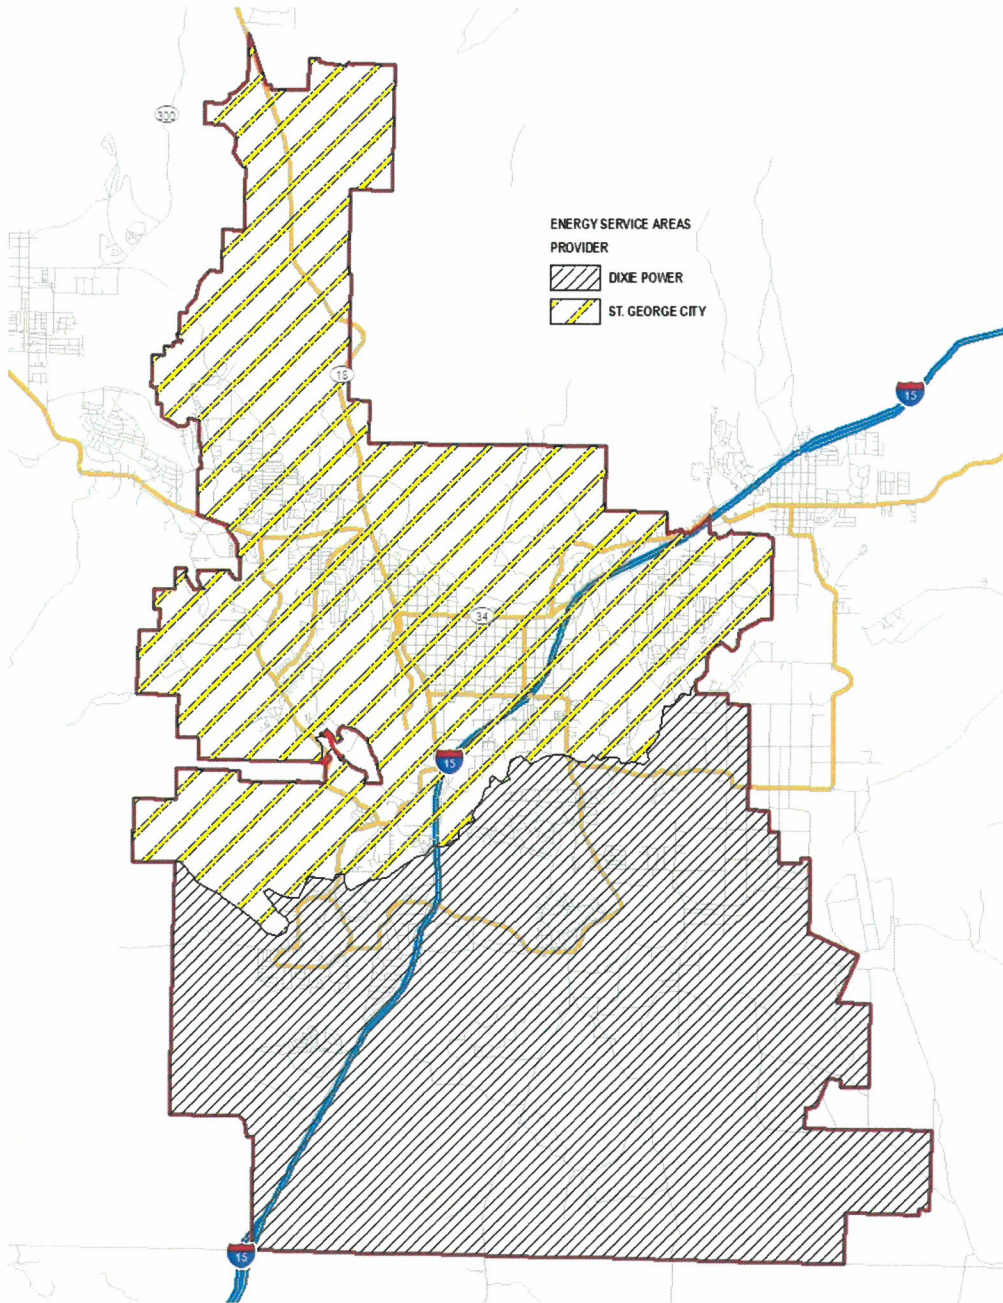 300
ENERGY SERVICE AREAS
PROVIDER
DIXIE POWER
ST. GEORGE CITY
18
15
34
15
15